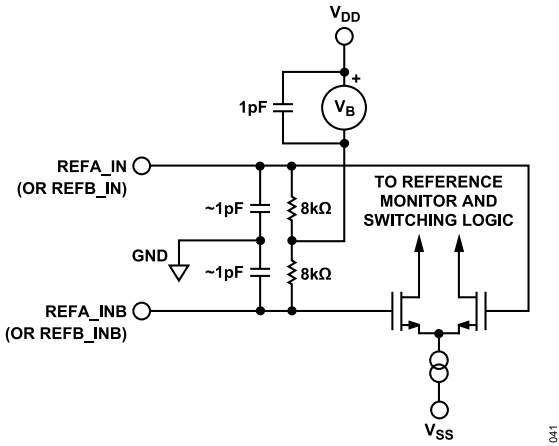 VDD
+
1pF
VB
REFA_IN
(OR REFB_IN)
TO REFERENCE
MONITOR AND
SWITCHING LOGIC
~1pF
8kΩ
GND
~1pF
8kΩ
REFA_INB
(OR REFB_INB)
VSS
041